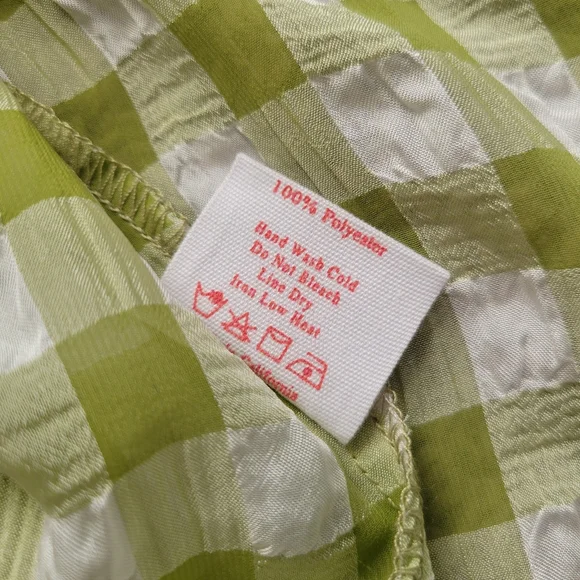 100% Polyester
Hand Wash Cold
Do Not Bleach
Line Dry
Iron Low Heat
California